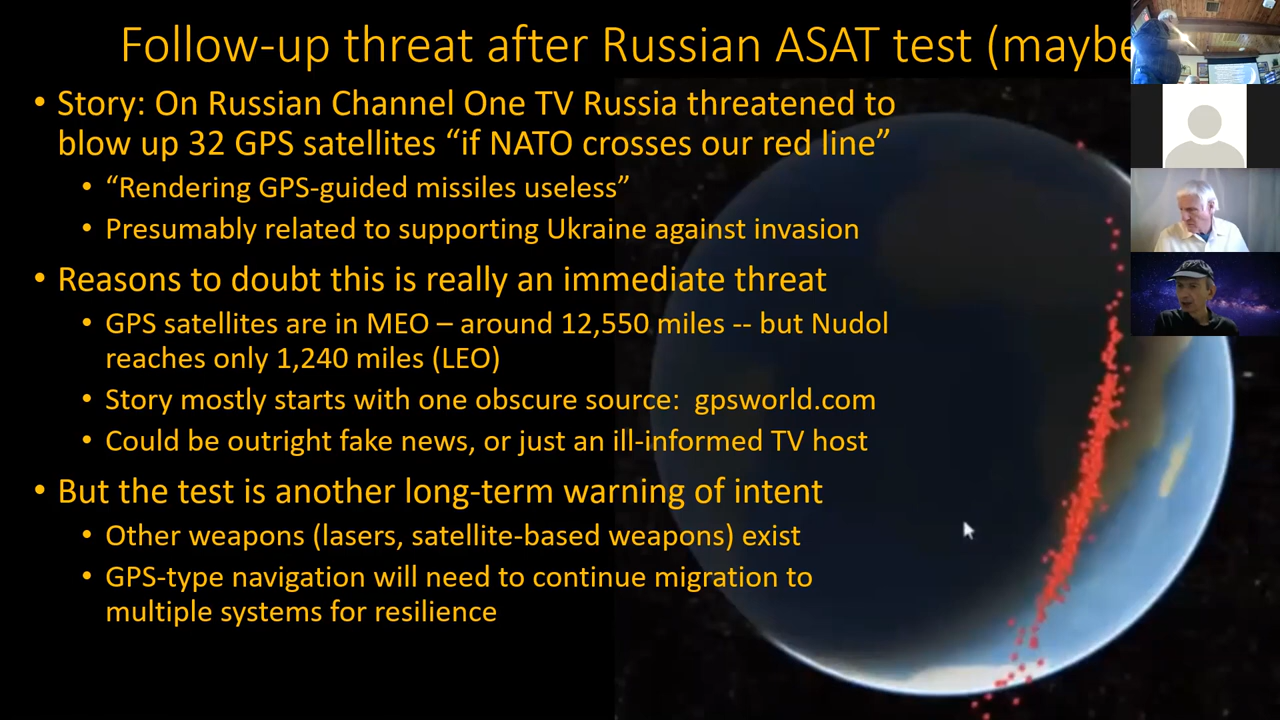 Follow-up threat after Russian ASAT test (maybe
• Story: On Russian Channel One TV Russia threatened to
blow up 32 GPS satellites “if NATO crosses our red line”
• “Rendering GPS-guided missiles useless”
• Presumably related to supporting Ukraine against invasion
• Reasons to doubt this is really an immediate threat
• GPS satellites are in MEO – around 12,550 miles -- but Nudol
reaches only 1,240 miles (LEO)
• Story mostly starts with one obscure source: gpsworld.com
• Could be outright fake news, or just an ill-informed TV host
• But the test is another long-term warning of intent
• Other weapons (lasers, satellite-based weapons) exist
• GPS-type navigation will need to continue migration to
multiple systems for resilience